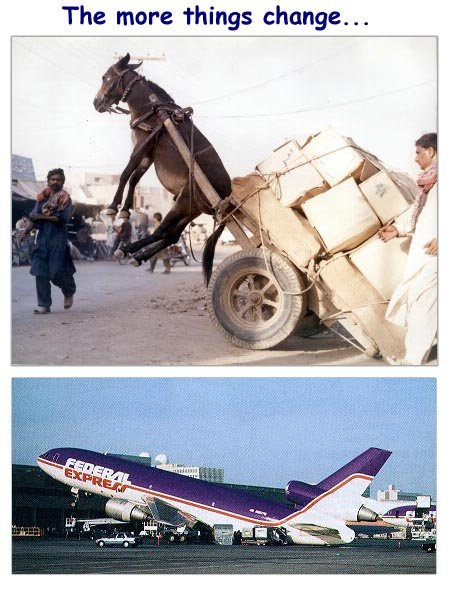 The more things change...
FEDERAL
EXPRESS